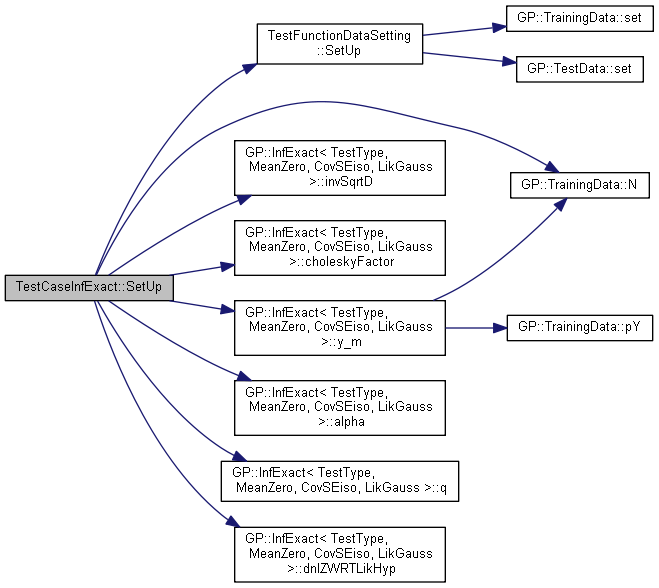 TestFunctionDataSetting
::SetUp
GP::TrainingData::set
GP::TestData::set
GP::InfExact< TestType,
MeanZero, CovSEiso, LikGauss
>::invSqrtD
GP::TrainingData::N
GP::InfExact< TestType,
MeanZero, CovSEiso, LikGauss
>::choleskyFactor
TestCaseInfExact::SetUp
GP::InfExact< TestType,
MeanZero, CovSEiso, LikGauss
>::y_m
GP::TrainingData::pY
GP::InfExact< TestType,
MeanZero, CovSEiso, LikGauss
>::alpha
GP::InfExact< TestType,
MeanZero, CovSEiso, LikGauss >::q
GP::InfExact< TestType,
MeanZero, CovSEiso, LikGauss
>::dnlZWRTLikHyp